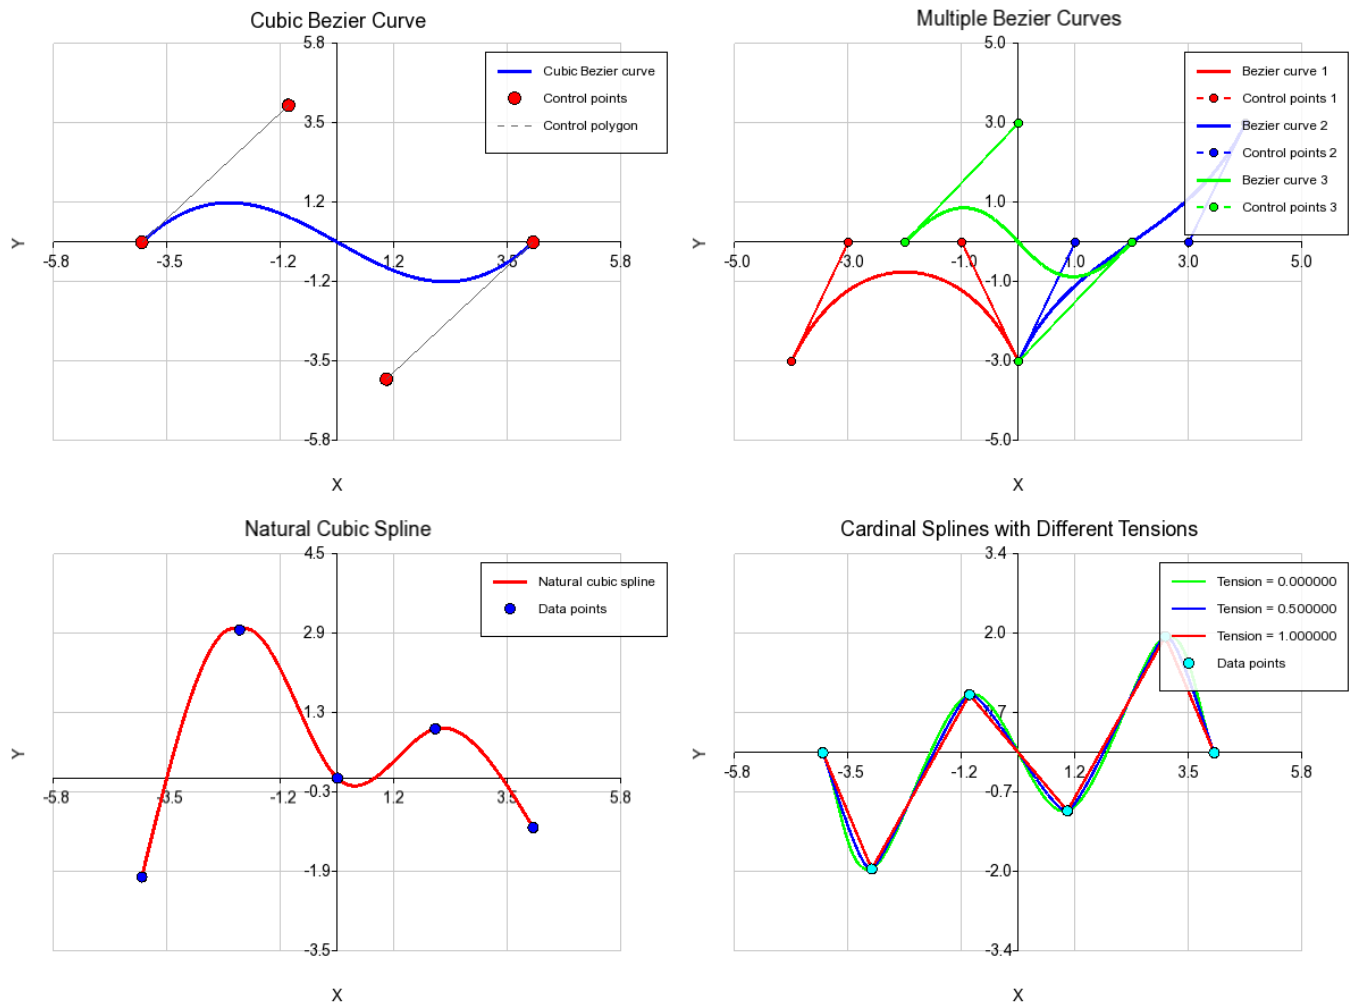 Cubic Bezier Curve
5.8
3.5
1.2
-1.2
-3.5
-5.8
-5.8
-3.5
-1.2
1.2
3.5
5.8
Y
X
Cubic Bezier curve
Control points
Control polygon
Multiple Bezier Curves
5.0
3.0
1.0
-1.0
-3.0
-5.0
-5.0
-3.0
-1.0
1.0
3.0
5.0
Y
X
Bezier curve 1
Control points 1
Bezier curve 2
Control points 2
Bezier curve 3
Control points 3
Natural Cubic Spline
4.5
2.9
1.3
-0.3
-1.9
-3.5
-5.8
-3.5
-1.2
1.2
3.5
5.8
Y
X
Natural cubic spline
Data points
Cardinal Splines with Different Tensions
3.4
2.0
.7
-0.7
-2.0
-3.4
-5.8
-3.5
-1.2
1.2
3.5
5.8
Y
X
Tension = 0.000000
Tension = 0.500000
Tension = 1.000000
Data points